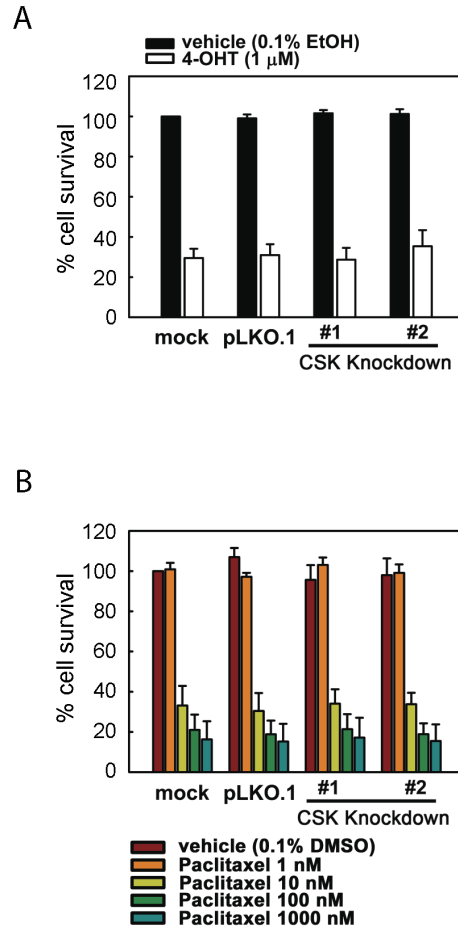 A
vehicle (0.1% EtOH)
4-OHT (1 μM)
% cell survival
120
100
80
60
40
20
0
mock pLKO.1 #1 #2
CSK Knockdown
B
% cell survival
120
100
80
60
40
20
0
mock pLKO.1 #1 #2
CSK Knockdown
vehicle (0.1% DMSO)
Paclitaxel 1 nM
Paclitaxel 10 nM
Paclitaxel 100 nM
Paclitaxel 1000 nM